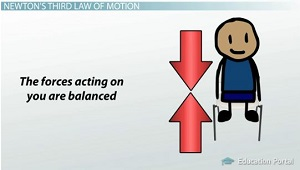 NEWTON'S THIRD LAW OF MOTION
The forces acting on
you are balanced
Education Portal